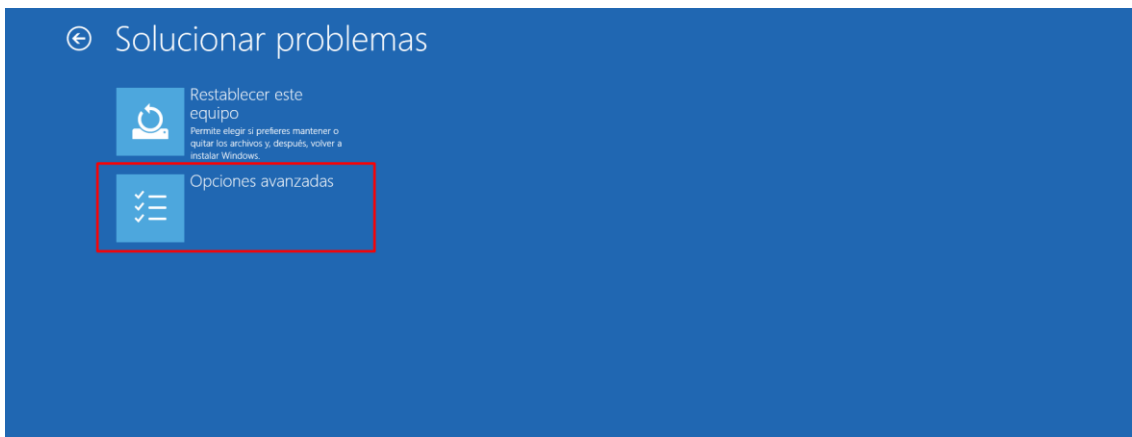 Solucionar problemas
Restablecer este
equipo
Permite elegir si prefieres mantener o
quitar los archivos y, después, volver a
instalar Windows.
Opciones avanzadas